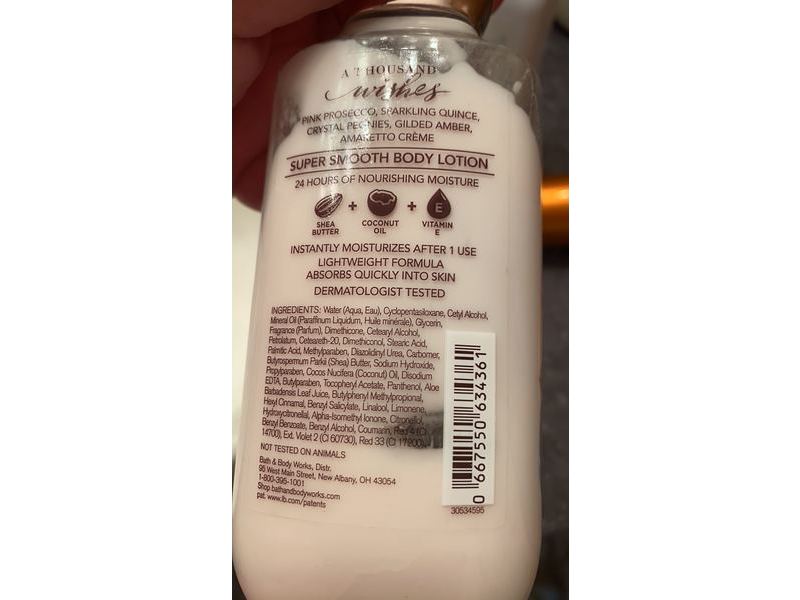 A THOUSAND
wishes
PINK PROSECCO, SPARKLING QUINCE,
CRYSTAL PEONIES, GILDED AMBER,
AMARETTO CRÈME
SUPER SMOOTH BODY LOTION
24 HOURS OF NOURISHING MOISTURE
SHEA BUTTER + COCONUT OIL + E VITAMIN E
INSTANTLY MOISTURIZES AFTER 1 USE
LIGHTWEIGHT FORMULA
ABSORBS QUICKLY INTO SKIN
DERMATOLOGIST TESTED
INGREDIENTS: Water (Aqua, Eau), Cyclopentasiloxane, Cetyl Alcohol,
Mineral Oil (Paraffinum Liquidum, Huile minérale), Glycerin,
Fragrance (Parfum), Dimethicone, Cetearyl Alcohol,
Petrolatum, Ceteareth-20, Dimethiconol, Stearic Acid,
Palmitic Acid, Methylparaben, Diazolidinyl Urea, Carbomer,
Butyrospermum Parkii (Shea) Butter, Sodium Hydroxide,
Propylparaben, Cocos Nucifera (Coconut) Oil, Disodium
EDTA, Butylparaben, Tocopheryl Acetate, Panthenol, Aloe
Barbadensis Leaf Juice, Butylphenyl Methylpropional,
Hexyl Cinnamal, Benzyl Salicylate, Linalool, Limonene,
Hydroxycitronellal, Alpha-Isomethyl Ionone, Citronellol,
Benzyl Benzoate, Benzyl Alcohol, Coumarin, Red 4 (CI
14700), Ext. Violet 2 (CI 60730), Red 33 (CI 17200).
NOT TESTED ON ANIMALS
Bath & Body Works, Distr.
95 West Main Street, New Albany, OH 43054
1-800-395-1001
Shop bathandbodyworks.com
pat. www.lb.com/patents
0 667550 634361
30534595